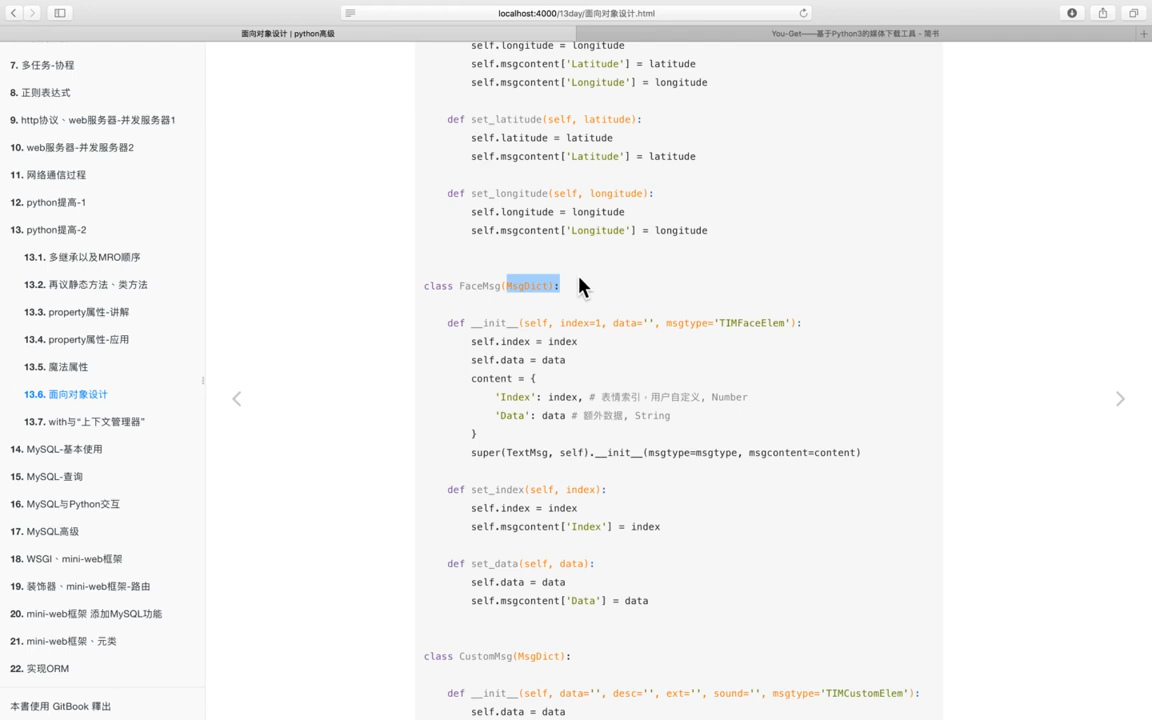 localhost:4000/13day/面向对象设计.html
面向对象设计 | python高级
You-Get——基于Python3的媒体下载工具 - 简书
7. 多任务-协程
8. 正则表达式
9. http协议、web服务器-并发服务器1
10. web服务器-并发服务器2
11. 网络通信过程
12. python提高-1
13. python提高-2
13.1. 多继承以及MRO顺序
13.2. 再议静态方法、类方法
13.3. property属性-讲解
13.4. property属性-应用
13.5. 魔法属性
13.6. 面向对象设计
13.7. with与“上下文管理器”
14. MySQL-基本使用
15. MySQL-查询
16. MySQL与Python交互
17. MySQL高级
18. WSGI、mini-web框架
19. 装饰器、mini-web框架-路由
20. mini-web框架 添加MySQL功能
21. mini-web框架、元类
22. 实现ORM
本書使用 GitBook 釋出
self.longitude = longitude
self.msgcontent['Latitude'] = latitude
self.msgcontent['Longitude'] = longitude
def set_latitude(self, latitude):
self.latitude = latitude
self.msgcontent['Latitude'] = latitude
def set_longitude(self, longitude):
self.longitude = longitude
self.msgcontent['Longitude'] = longitude
class FaceMsg(MsgDict):
def __init__(self, index=1, data='', msgtype='TIMFaceElem'):
self.index = index
self.data = data
content = {
'Index': index, # 表情索引，用户自定义, Number
'Data': data # 额外数据, String
}
super(TextMsg, self).__init__(msgtype=msgtype, msgcontent=content)
def set_index(self, index):
self.index = index
self.msgcontent['Index'] = index
def set_data(self, data):
self.data = data
self.msgcontent['Data'] = data
class CustomMsg(MsgDict):
def __init__(self, data='', desc='', ext='', sound='', msgtype='TIMCustomElem'):
self.data = data